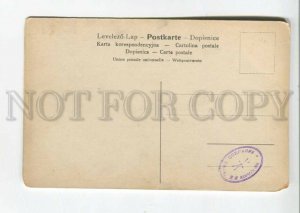 Levelező-Lap — Postkarte — Dopisnice
Karta korespondencyjna — Cartolina postale
Dopisnica — Carte postale
Union postale universelle — Weltpostverein
NOT FOR COPY